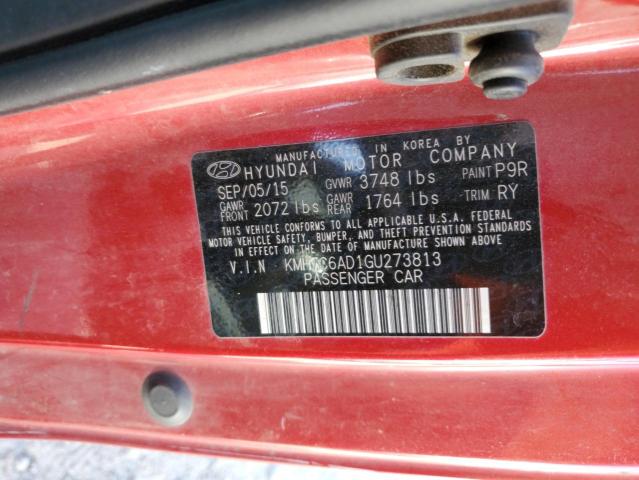 MANUFACTURED IN KOREA BY
HYUNDAI MOTOR COMPANY
SEP/05/15 GVWR 3748 lbs PAINT P9R
GAWR FRONT 2072 lbs GAWR REAR 1764 lbs TRIM RY
THIS VEHICLE CONFORMS TO ALL APPLICABLE U.S.A. FEDERAL
MOTOR VEHICLE SAFETY, BUMPER, AND THEFT PREVENTION STANDARDS
IN EFFECT ON THE DATE OF MANUFACTURE SHOWN ABOVE.
V.I.N KMHTC6AD1GU273813
PASSENGER CAR